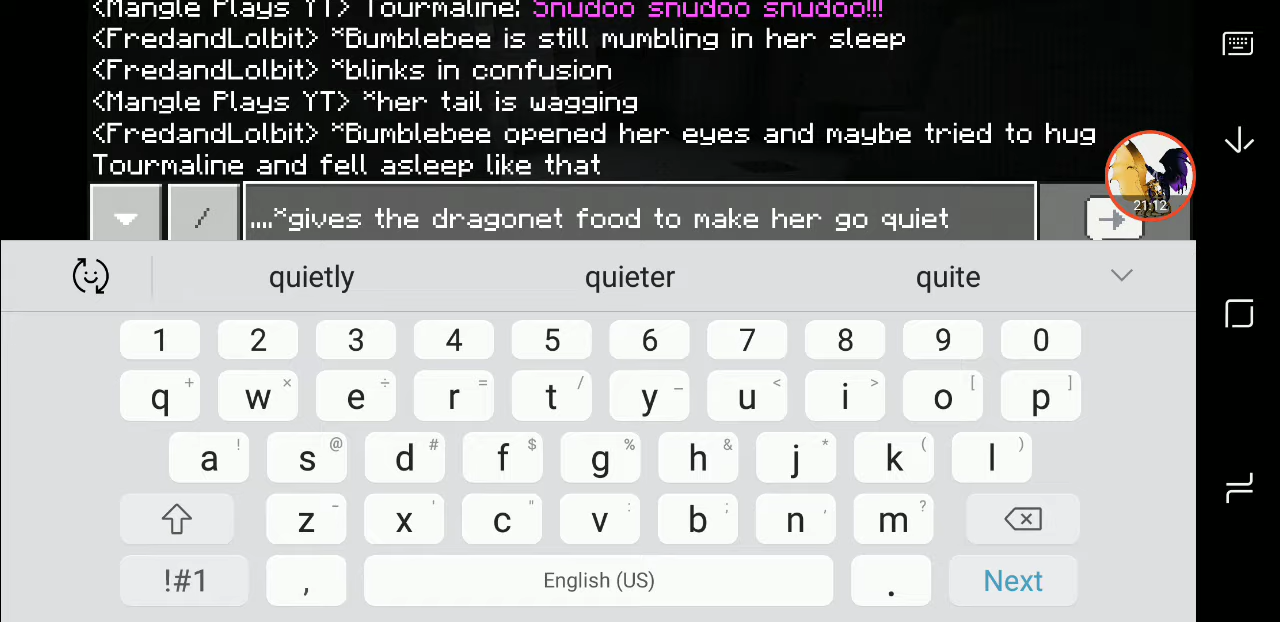 <Mangle Plays YT> Tourmaline: Snudoo snudoo snudoo!!!
<FredandLolbit> *Bumblebee is still mumbling in her sleep
<FredandLolbit> *blinks in confusion
<Mangle Plays YT> *her tail is wagging
<FredandLolbit> *Bumblebee opened her eyes and maybe tried to hug
Tourmaline and fell asleep like that
/ ....*gives the dragonet food to make her go quiet
21:12
quietly quieter quite
1 2 3 4 5 6 7 8 9 0
q + w × e ÷ r = t / y _ u < i > o [ p ]
a ! s @ d # f $ g % h & j * k ( l )
z - x ' c " v : b ; n , m ?
!#1 , English (US) . Next